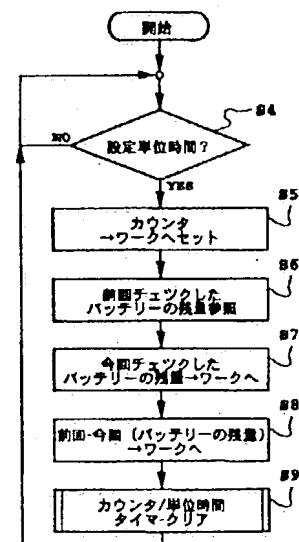 開始
S4
設定単位時間?
NO
YES
S5
カウンタ
→ワークへセット
S6
前回チェツクした
バッテリーの残量参照
S7
今回チェツクした
バッテリーの残量→ワークへ
S8
前回-今回 (バッテリーの残量)
→ワークへ
S9
カウンタ/単位時間
タイマ-クリア